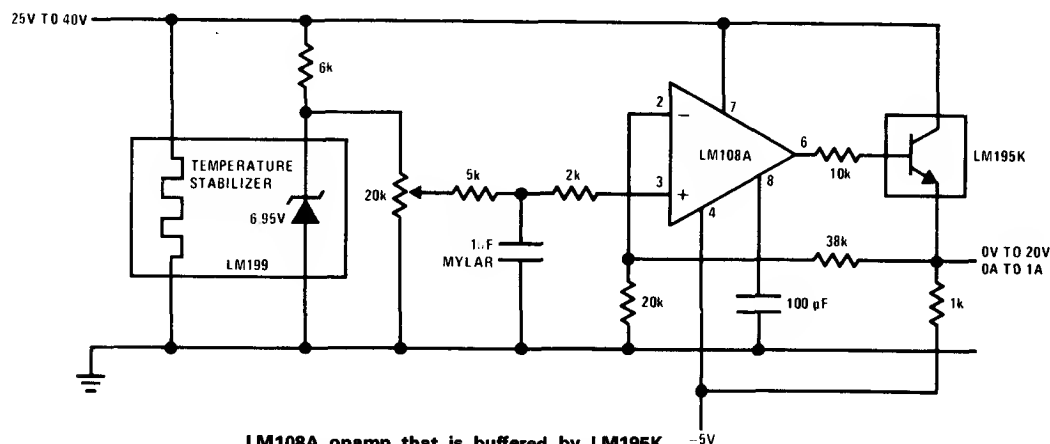 25V TO 40V
6k
TEMPERATURE
STABILIZER
6.95V
LM199
20k
5k
2k
MYLAR
2
3
7
LM108A
6
8
4
10k
LM195K
38k
20k
100 pF
1k
0V TO 20V
0A TO 1A
-5V
LM108A opamp that is buffered by LM195K